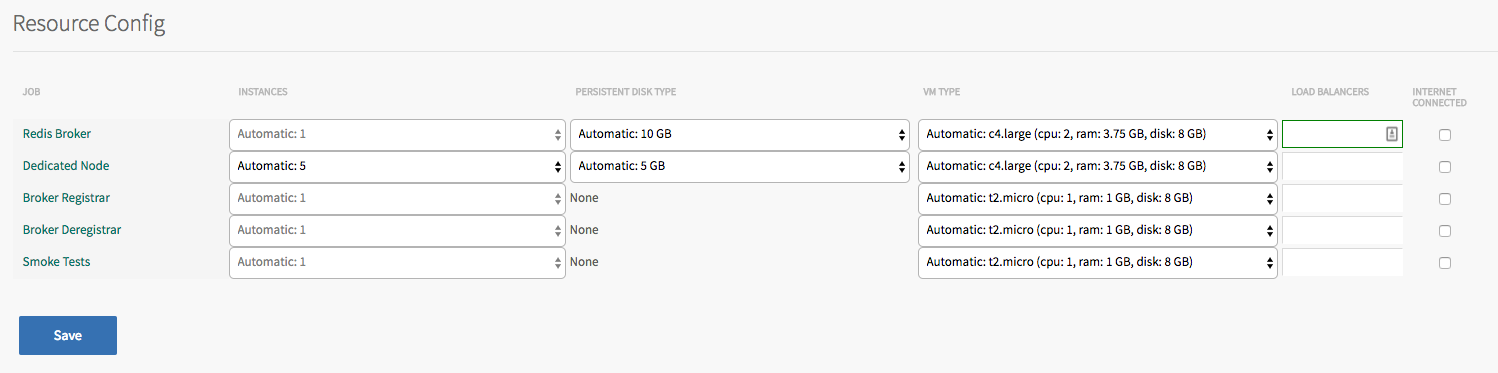 Resource Config
JOB INSTANCES PERSISTENT DISK TYPE VM TYPE LOAD BALANCERS INTERNET CONNECTED
Redis Broker Automatic: 1 Automatic: 10 GB Automatic: c4.large (cpu: 2, ram: 3.75 GB, disk: 8 GB)
Dedicated Node Automatic: 5 Automatic: 5 GB Automatic: c4.large (cpu: 2, ram: 3.75 GB, disk: 8 GB)
Broker Registrar Automatic: 1 None Automatic: t2.micro (cpu: 1, ram: 1 GB, disk: 8 GB)
Broker Deregistrar Automatic: 1 None Automatic: t2.micro (cpu: 1, ram: 1 GB, disk: 8 GB)
Smoke Tests Automatic: 1 None Automatic: t2.micro (cpu: 1, ram: 1 GB, disk: 8 GB)
Save